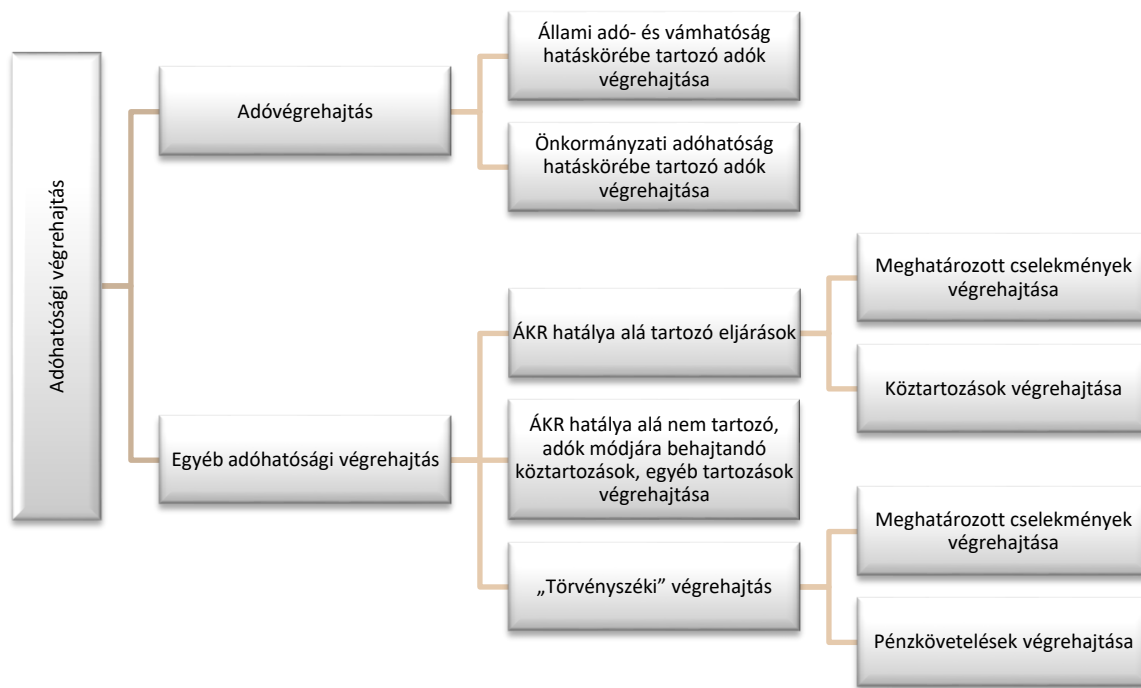 Adóhatósági végrehajtás
Adóvégrehajtás
Állami adó- és vámhatóság
hatáskörébe tartozó adók
végrehajtása
Önkormányzati adóhatóság
hatáskörébe tartozó adók
végrehajtása
Egyéb adóhatósági végrehajtás
ÁKR hatálya alá tartozó eljárások
Meghatározott cselekmények
végrehajtása
Köztartozások végrehajtása
ÁKR hatálya alá nem tartozó,
adók módjára behajtandó
köztartozások, egyéb tartozások
végrehajtása
„Törvényszéki” végrehajtás
Meghatározott cselekmények
végrehajtása
Pénzkövetelések végrehajtása